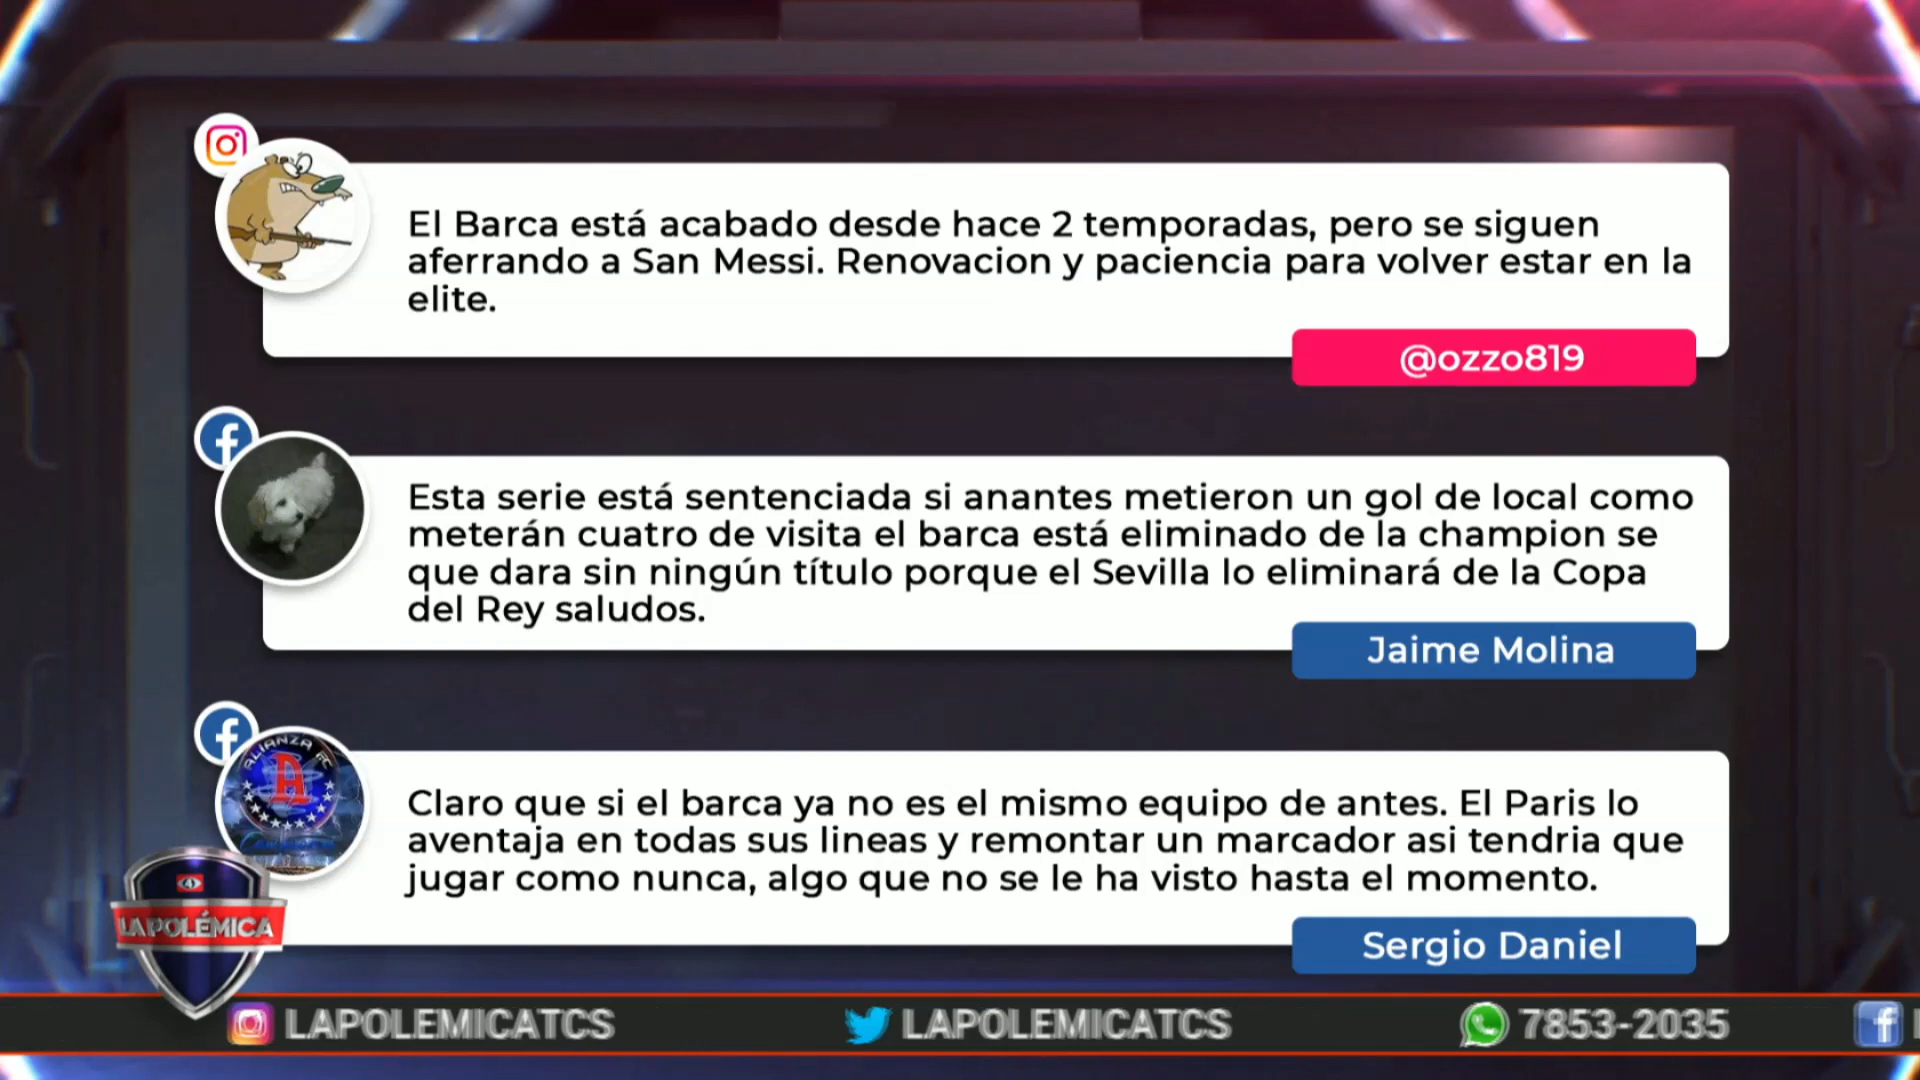 El Barca está acabado desde hace 2 temporadas, pero se siguen
aferrando a San Messi. Renovacion y paciencia para volver estar en la
elite.
@ozzo819
Esta serie está sentenciada si anantes metieron un gol de local como
meterán cuatro de visita el barca está eliminado de la champion se
que dara sin ningún título porque el Sevilla lo eliminará de la Copa
del Rey saludos.
Jaime Molina
ALIANZA FC
A
Claro que si el barca ya no es el mismo equipo de antes. El Paris lo
aventaja en todas sus lineas y remontar un marcador asi tendria que
jugar como nunca, algo que no se le ha visto hasta el momento.
Sergio Daniel
4
LA POLÉMICA
LAPOLEMICATCS
LAPOLEMICATCS
7853-2035